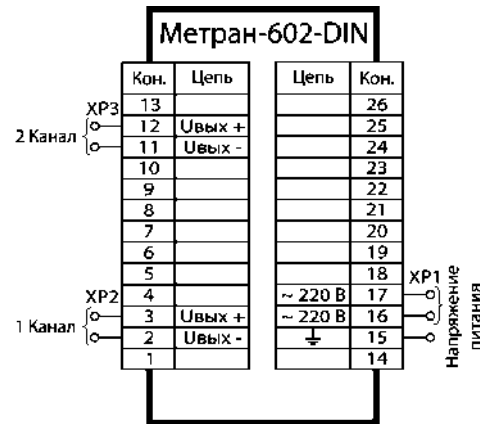 Метран-602-DIN
Кон. Цепь Цепь Кон.
13 26
XP3 12 Uвых + 25
2 Канал 11 Uвых - 24
10 23
9 22
8 21
7 20
6 19
5 18 XP1
XP2 4 ~ 220 В 17
1 Канал 3 Uвых + ~ 220 В 16
2 Uвых - 15
1 14
Напряжение
питания